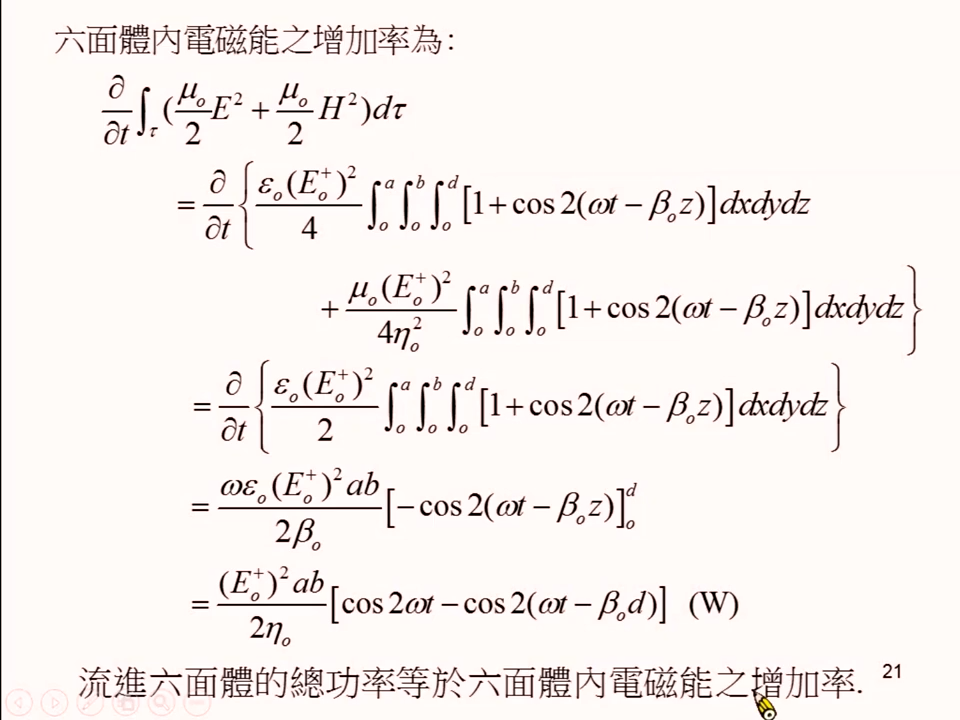 六面體內電磁能之增加率為:
∂/∂t ∫_τ (μ_o/2 E² + μ_o/2 H²)dτ
= ∂/∂t { ε_o(E_o⁺)²/4 ∫_o^a ∫_o^b ∫_o^d [1 + cos 2(ωt − β_o z)]dxdydz
+ μ_o(E_o⁺)²/4η_o² ∫_o^a ∫_o^b ∫_o^d [1 + cos 2(ωt − β_o z)]dxdydz }
= ∂/∂t { ε_o(E_o⁺)²/2 ∫_o^a ∫_o^b ∫_o^d [1 + cos 2(ωt − β_o z)]dxdydz }
= ωε_o(E_o⁺)²ab/2β_o [− cos 2(ωt − β_o z)]_o^d
= (E_o⁺)²ab/2η_o [cos 2ωt − cos 2(ωt − β_o d)] (W)
流進六面體的總功率等於六面體內電磁能之增加率.
21